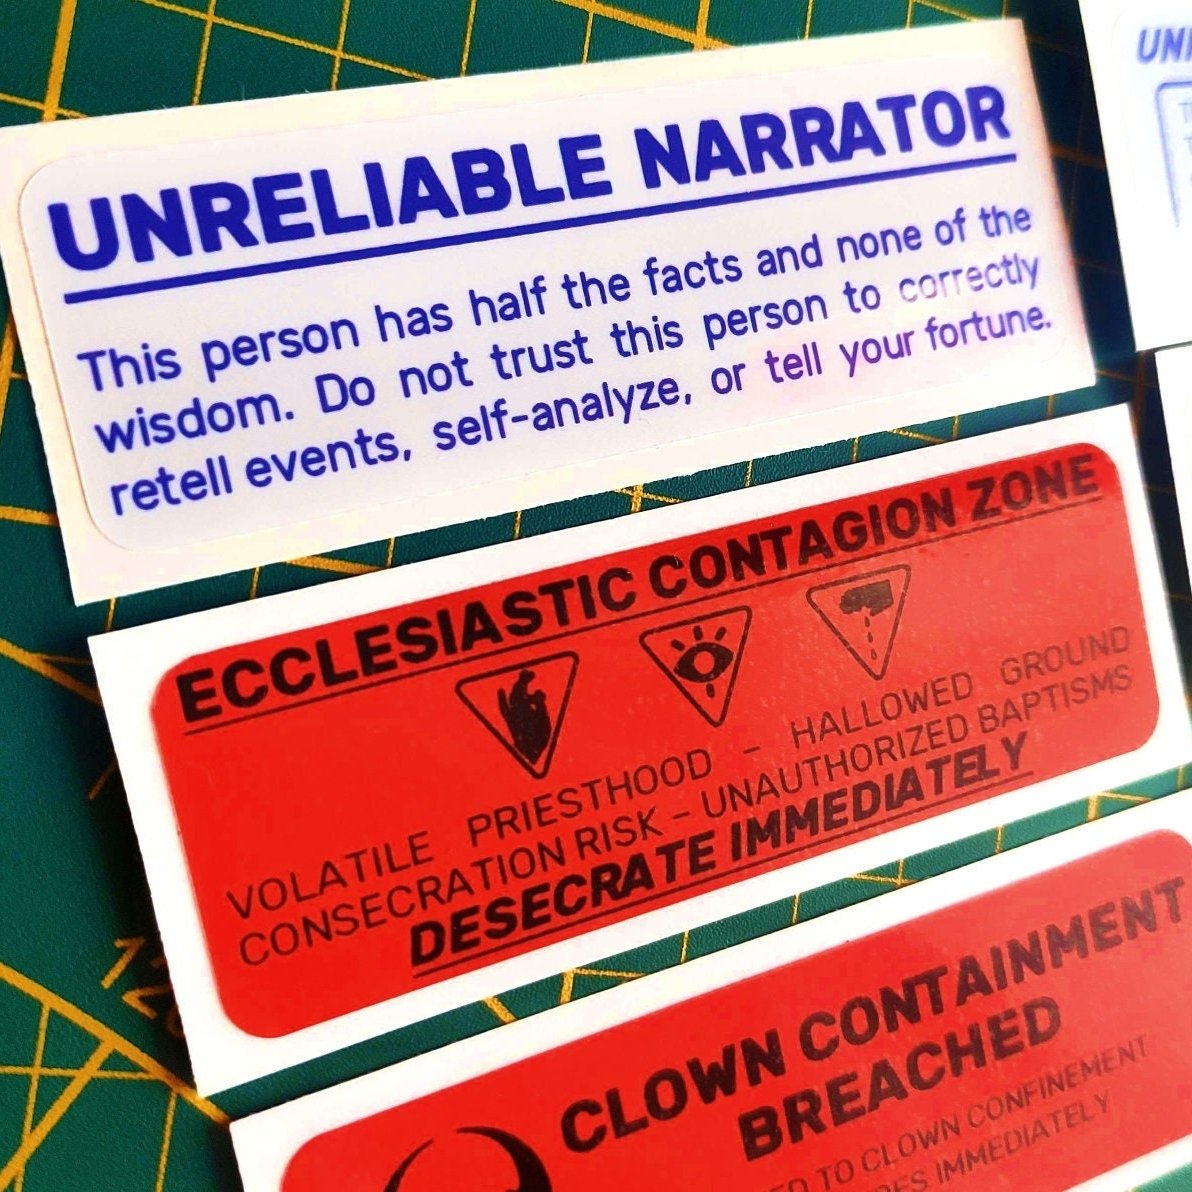 UNRELIABLE NARRATOR
This person has half the facts and none of the
wisdom. Do not trust this person to correctly
retell events, self-analyze, or tell your fortune.
ECCLESIASTIC CONTAGION ZONE
VOLATILE PRIESTHOOD - HALLOWED GROUND
CONSECRATION RISK - UNAUTHORIZED BAPTISMS
DESECRATE IMMEDIATELY
CLOWN CONTAINMENT
BREACHED
TO CLOWN CONFINEMENT
IMMEDIATELY